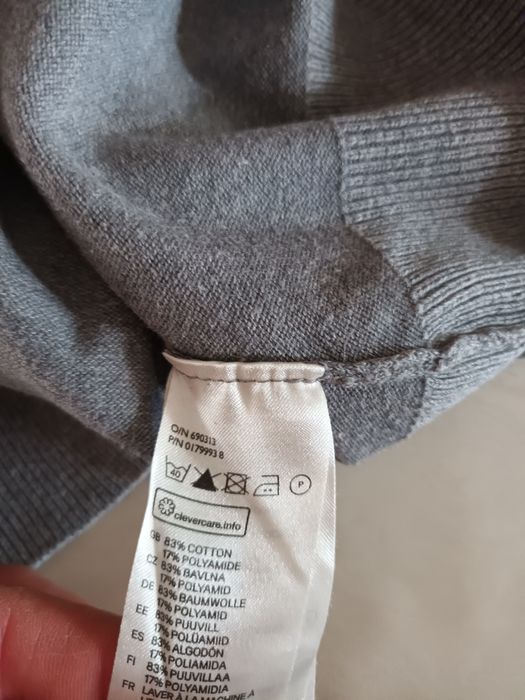 O/N 690313
P/N 0179993 8
40
P
clevercare.info
GB 83% COTTON
17% POLYAMIDE
CZ 83% BAVLNA
17% POLYAMID
DE 83% BAUMWOLLE
17% POLYAMID
EE 83% PUUVILL
17% POLÜAMIID
ES 83% ALGODÓN
17% POLIAMIDA
FI 83% PUUVILLAA
17% POLYAMIDIA
FR LAVER À LA MACHINE A